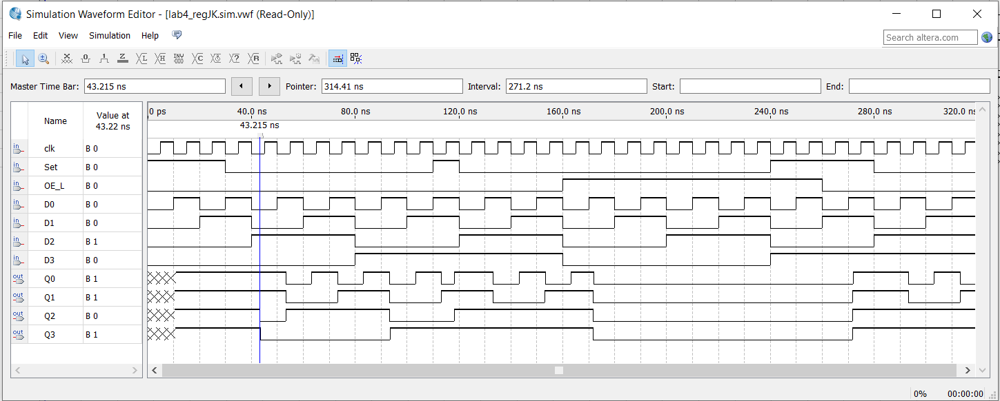 Simulation Waveform Editor - [lab4_regJK.sim.vwf (Read-Only)]
File Edit View Simulation Help
Search altera.com
Master Time Bar: 43.215 ns Pointer: 314.41 ns Interval: 271.2 ns Start: End:
Name Value at
43.22 ns
0 ps 40.0 ns 80.0 ns 120.0 ns 160.0 ns 200.0 ns 240.0 ns 280.0 ns 320.0 ns
43.215 ns
in clk B 0
in Set B 0
in OE_L B 0
in D0 B 0
in D1 B 0
in D2 B 1
in D3 B 0
out Q0 B 1
out Q1 B 1
out Q2 B 0
out Q3 B 1
0% 00:00:00